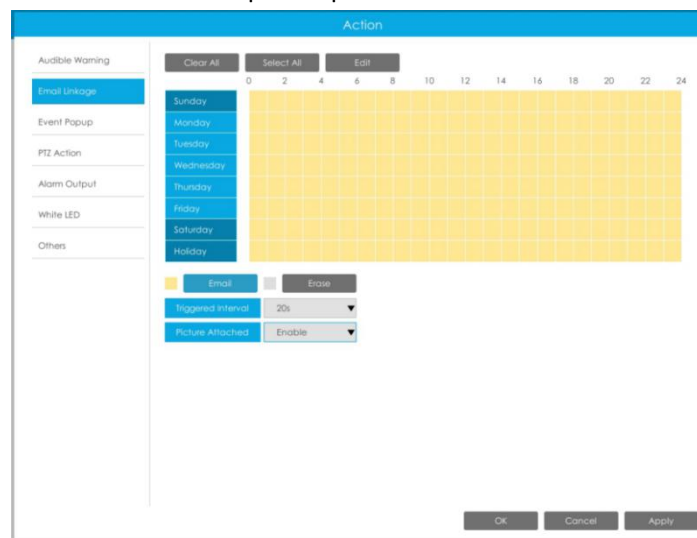 Action
Audible Warning
Email Linkage
Event Popup
PTZ Action
Alarm Output
White LED
Others
Clear All Select All Edit
0 2 4 6 8 10 12 14 16 18 20 22 24
Sunday
Monday
Tuesday
Wednesday
Thursday
Friday
Saturday
Holiday
Email Erase
Triggered Interval 20s
Picture Attached Enable
OK Cancel Apply